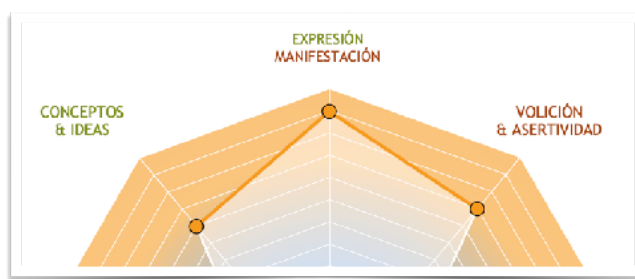 EXPRESIÓN
MANIFESTACIÓN
CONCEPTOS
& IDEAS
VOLICIÓN
& ASERTIVIDAD